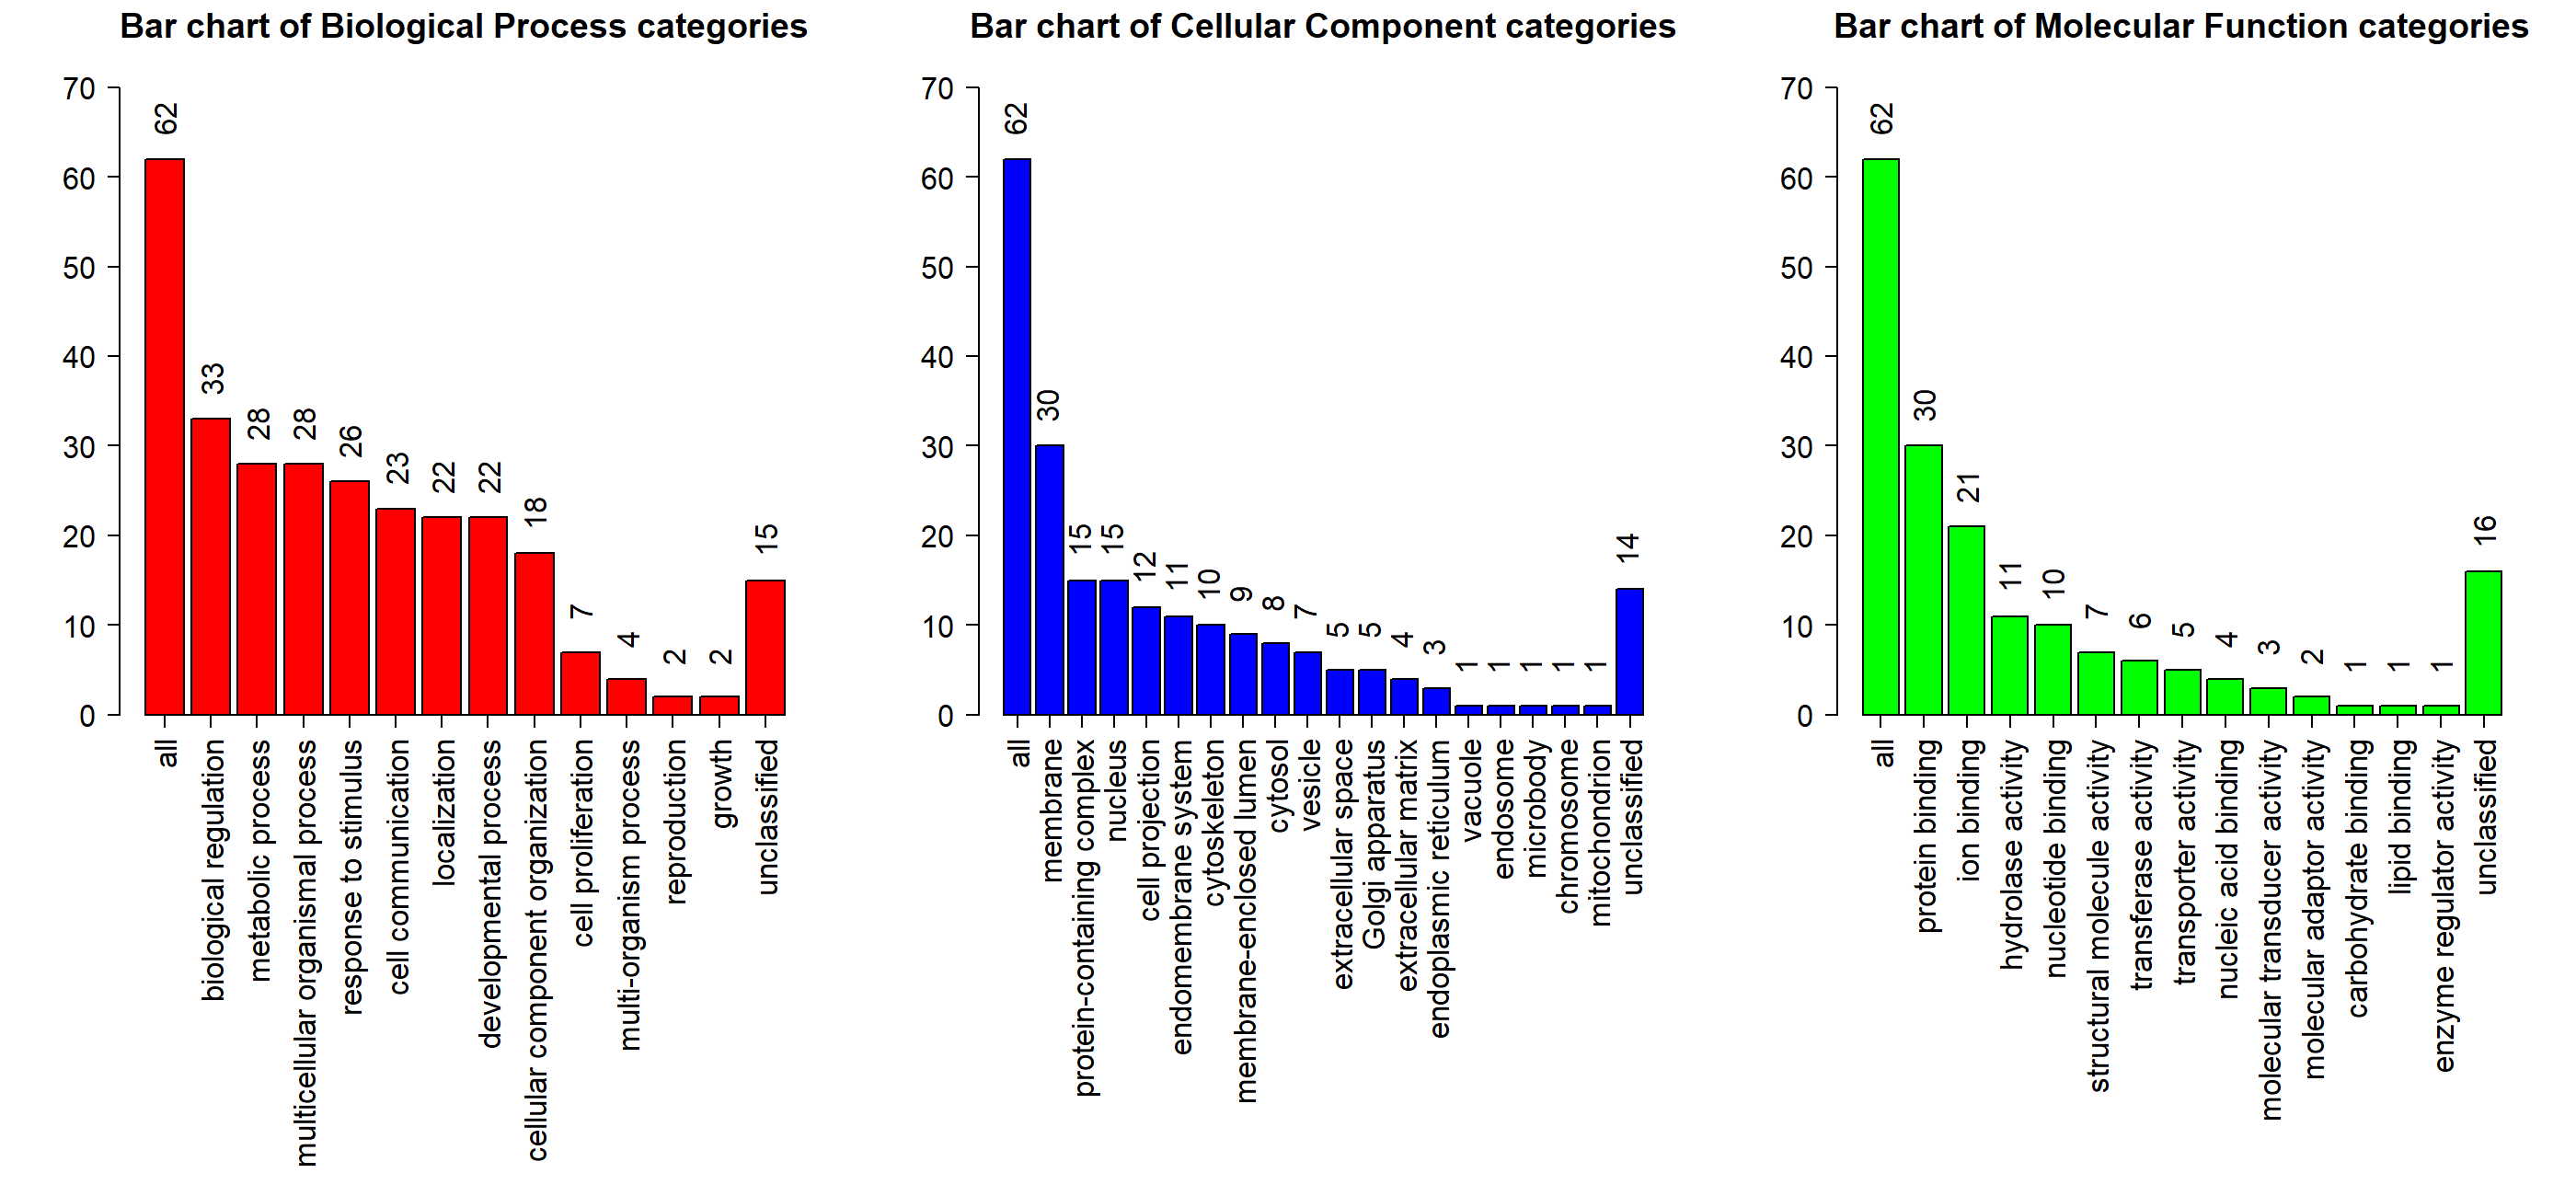 Bar chart of Biological Process categories
70
60
50
40
30
20
10
0
62
33
28
28
26
23
22
22
18
7
4
2
2
15
all
biological regulation
metabolic process
multicellular organismal process
response to stimulus
cell communication
localization
developmental process
cellular component organization
cell proliferation
multi-organism process
reproduction
growth
unclassified
Bar chart of Cellular Component categories
70
60
50
40
30
20
10
0
62
30
15
15
12
11
10
9
8
7
5
5
4
3
1
1
1
1
1
14
all
membrane
protein-containing complex
nucleus
cell projection
endomembrane system
cytoskeleton
membrane-enclosed lumen
cytosol
vesicle
extracellular space
Golgi apparatus
extracellular matrix
endoplasmic reticulum
vacuole
endosome
microbody
chromosome
mitochondrion
unclassified
Bar chart of Molecular Function categories
70
60
50
40
30
20
10
0
62
30
21
11
10
7
6
5
4
3
2
1
1
1
16
all
protein binding
ion binding
hydrolase activity
nucleotide binding
structural molecule activity
transferase activity
transporter activity
nucleic acid binding
molecular transducer activity
molecular adaptor activity
carbohydrate binding
lipid binding
enzyme regulator activity
unclassified